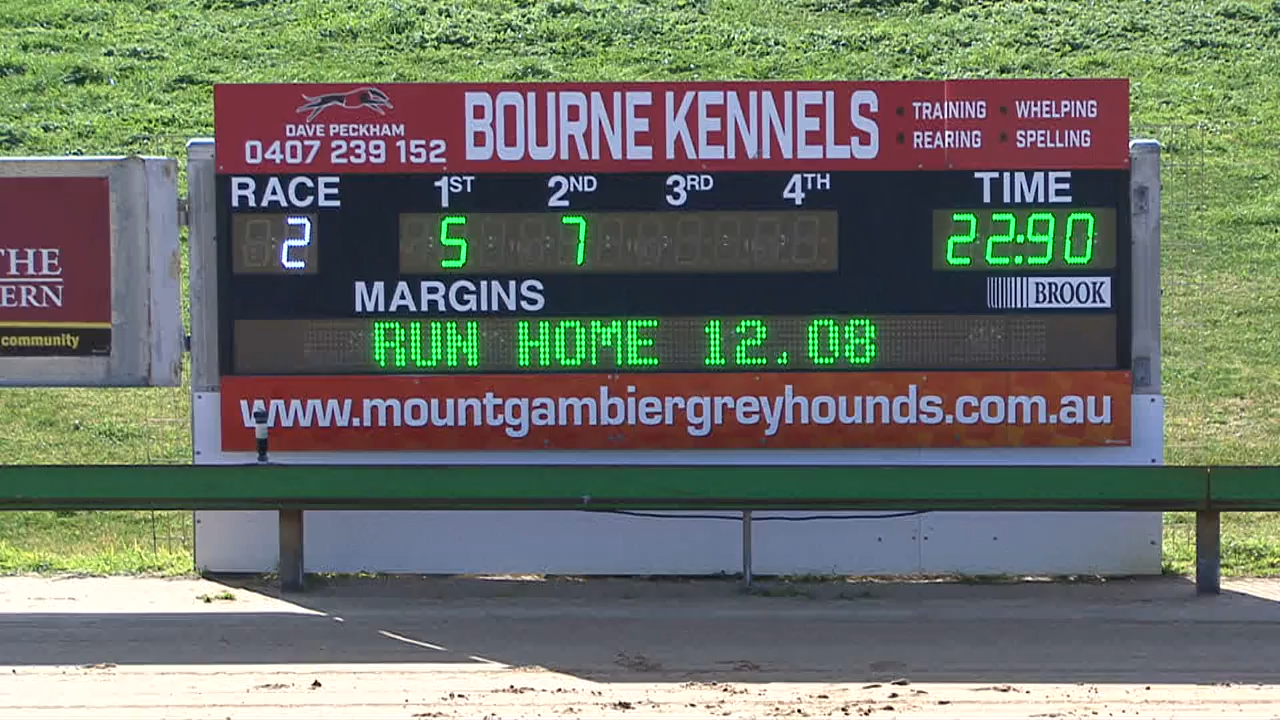 DAVE PECKHAM
0407 239 152
BOURNE KENNELS
TRAINING WHELPING
REARING SPELLING
RACE 1ST 2ND 3RD 4TH TIME
2 5 7 22:90
MARGINS
BROOK
RUN HOME 12.08
www.mountgambiergreyhounds.com.au
THE
ERN
community